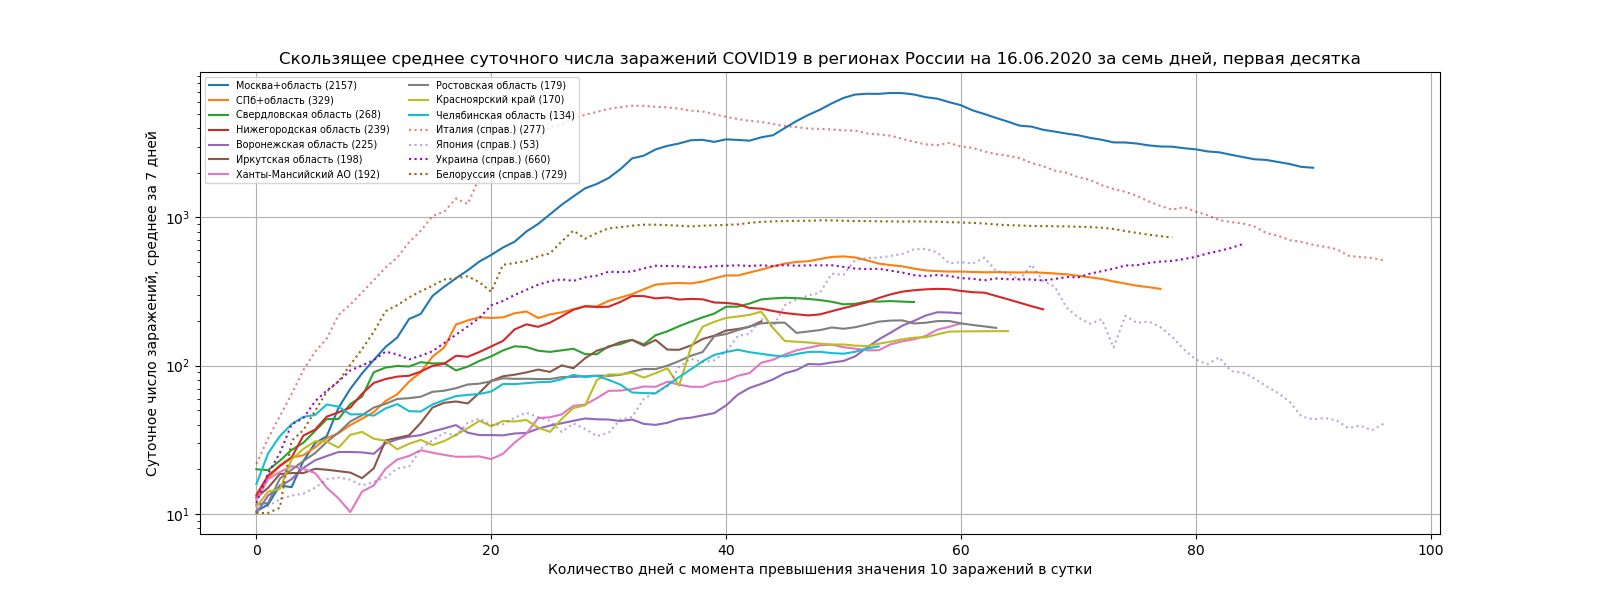 Скользящее среднее суточного числа заражений COVID19 в регионах России на 16.06.2020 за семь дней, первая десятка
Москва+область (2157)
СПб+область (329)
Свердловская область (268)
Нижегородская область (239)
Воронежская область (225)
Иркутская область (198)
Ханты-Мансийский АО (192)
Ростовская область (179)
Красноярский край (170)
Челябинская область (134)
Италия (справ.) (277)
Япония (справ.) (53)
Украина (справ.) (660)
Белоруссия (справ.) (729)
Суточное число заражений, среднее за 7 дней
10³
10²
10¹
0 20 40 60 80 100
Количество дней с момента превышения значения 10 заражений в сутки